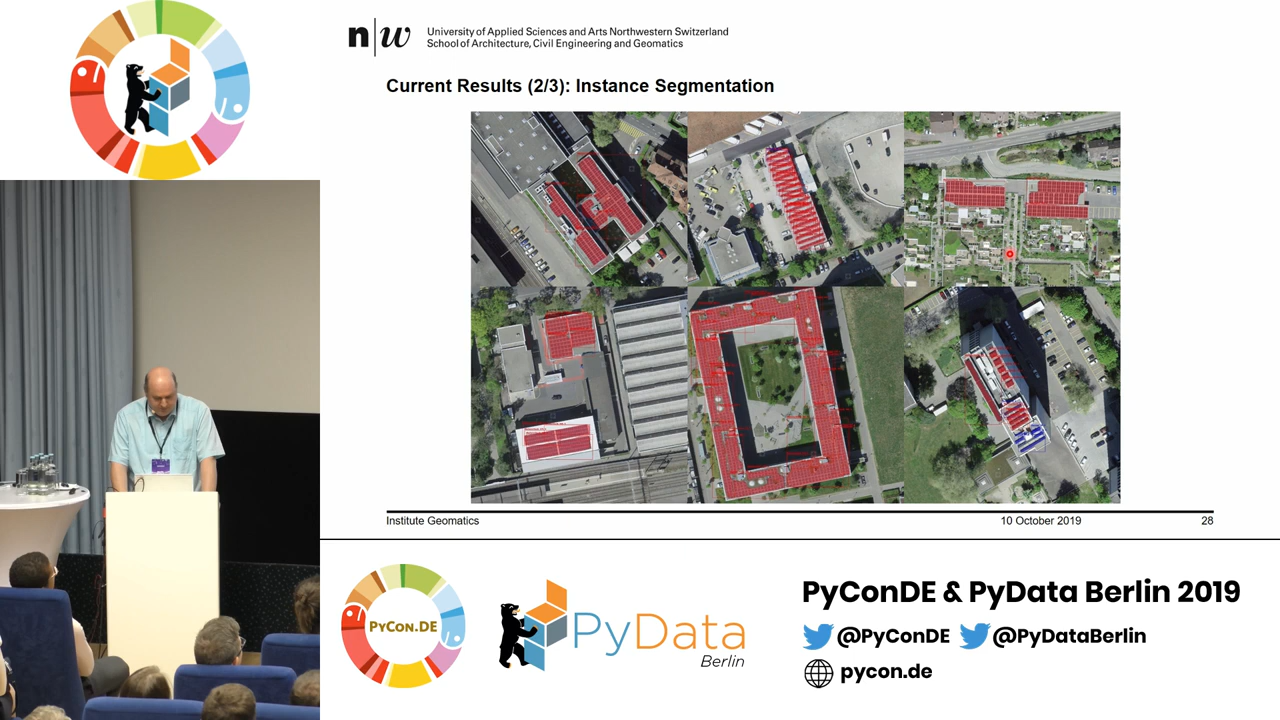 n|w
University of Applied Sciences and Arts Northwestern Switzerland
School of Architecture, Civil Engineering and Geomatics
Current Results (2/3): Instance Segmentation
Institute Geomatics
10 October 2019
28
PyCon.DE
PyData
Berlin
PyConDE & PyData Berlin 2019
@PyConDE
@PyDataBerlin
pycon.de